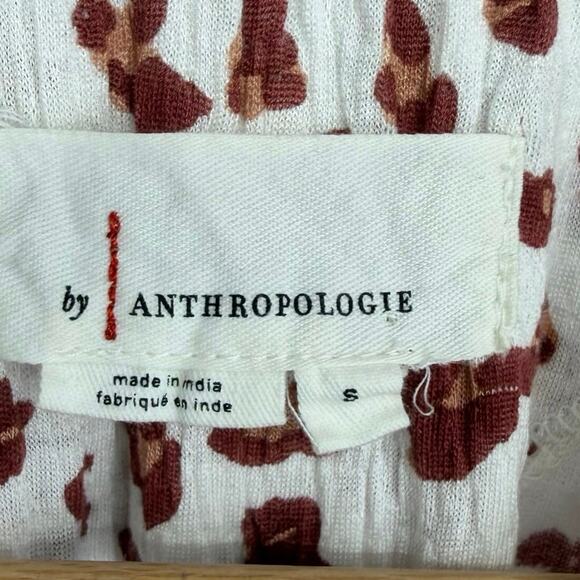 by ANTHROPOLOGIE
made in india
fabriqué en inde
S